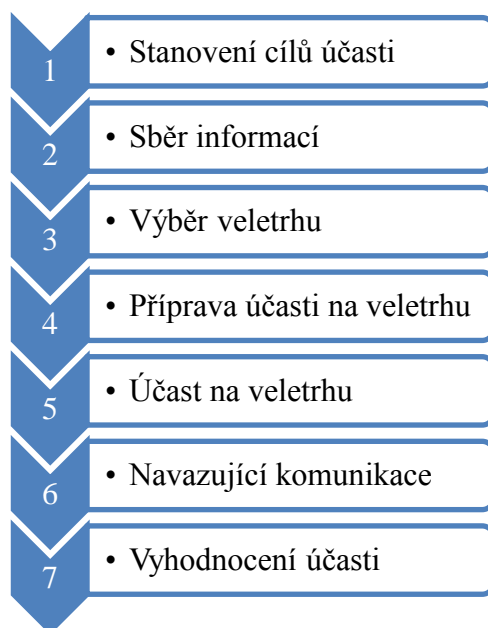 1 • Stanovení cílů účasti
2 • Sběr informací
3 • Výběr veletrhu
4 • Příprava účasti na veletrhu
5 • Účast na veletrhu
6 • Navazující komunikace
7 • Vyhodnocení účasti